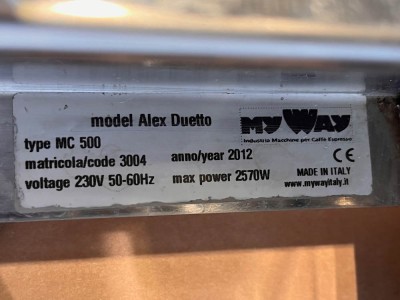 model Alex Duetto
MYWAY
Industria Macchine per Caffè Espresso
type MC 500
matricola/code 3004 anno/year 2012 CE
voltage 230V 50-60Hz max power 2570W
MADE IN ITALY
www.mywayitaly.it